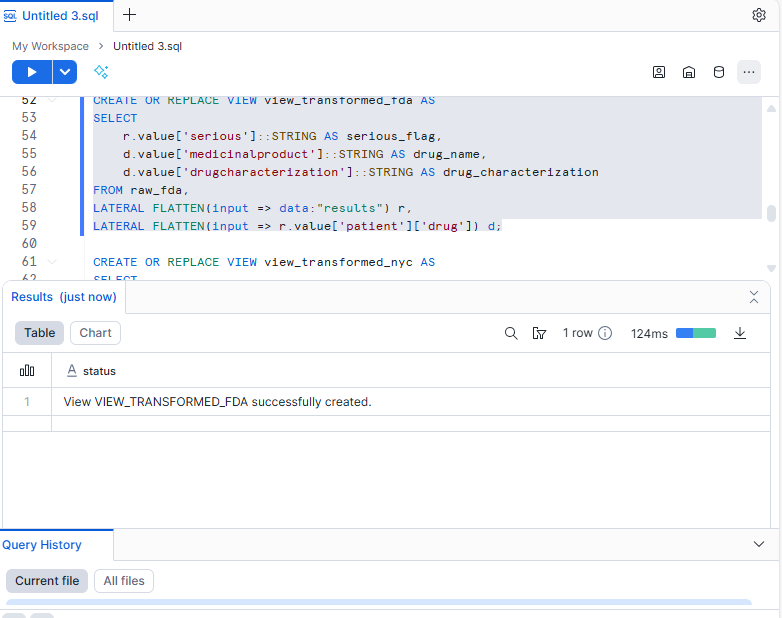 SQL Untitled 3.sql
My Workspace > Untitled 3.sql
52 CREATE OR REPLACE VIEW view_transformed_fda AS
53 SELECT
54 r.value['serious']::STRING AS serious_flag,
55 d.value['medicinalproduct']::STRING AS drug_name,
56 d.value['drugcharacterization']::STRING AS drug_characterization
57 FROM raw_fda,
58 LATERAL FLATTEN(input => data:"results") r,
59 LATERAL FLATTEN(input => r.value['patient']['drug']) d;
60
61 CREATE OR REPLACE VIEW view_transformed_nyc AS
62 SELECT
Results (just now)
Table Chart 1 row 124ms
A status
1 View VIEW_TRANSFORMED_FDA successfully created.
Query History
Current file All files